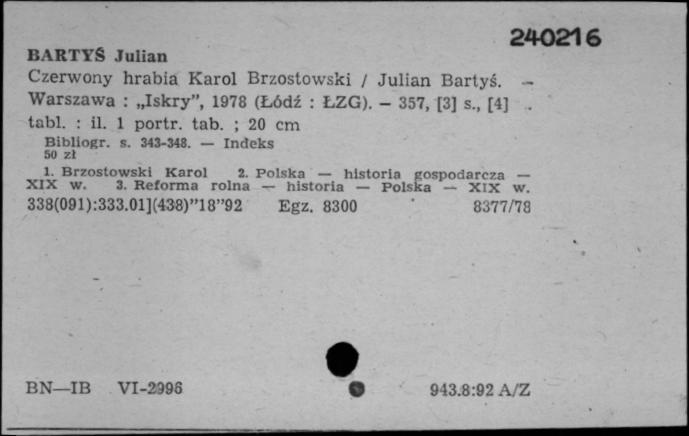 240216
BARTYŚ Julian
Czerwony hrabia Karol Brzostowski / Julian Bartyś. –
Warszawa : „Iskry”, 1978 (Łódź : ŁZG). – 357, [3] s., [4]
tabl. : il. 1 portr. tab. ; 20 cm
Bibliogr. s. 343-348. — Indeks
50 zł
1. Brzostowski Karol 2. Polska — historia gospodarcza —
XIX w. 3. Reforma rolna — historia — Polska — XIX w.
338(091):333.01](438)”18”92 Egz. 8300 8377/78
BN—IB VI-2996 943.8:92 A/Z